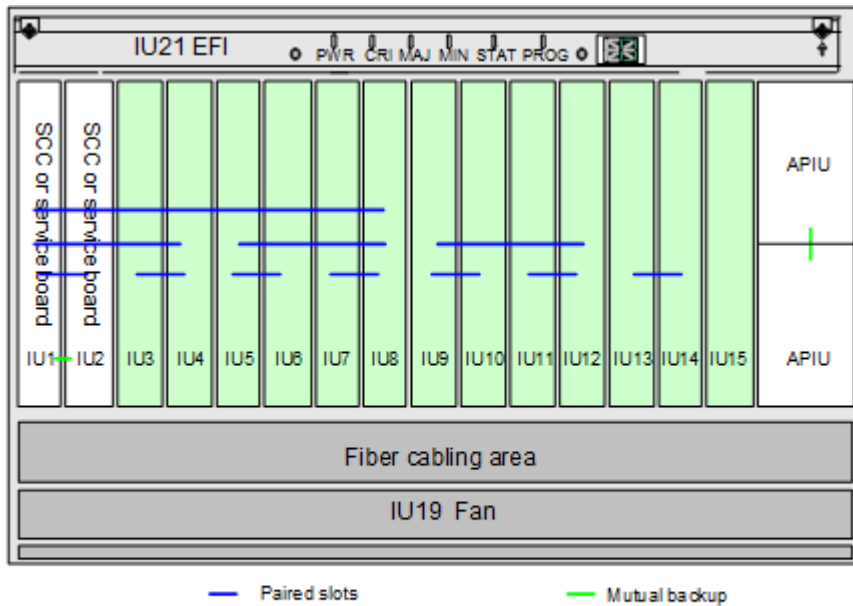 IU21 EFI
PWR CRI MAJ MIN STAT PROG
SCC or service board
SCC or service board
APIU
IU1 IU2 IU3 IU4 IU5 IU6 IU7 IU8 IU9 IU10 IU11 IU12 IU13 IU14 IU15 APIU
Fiber cabling area
IU19 Fan
Paired slots Mutual backup